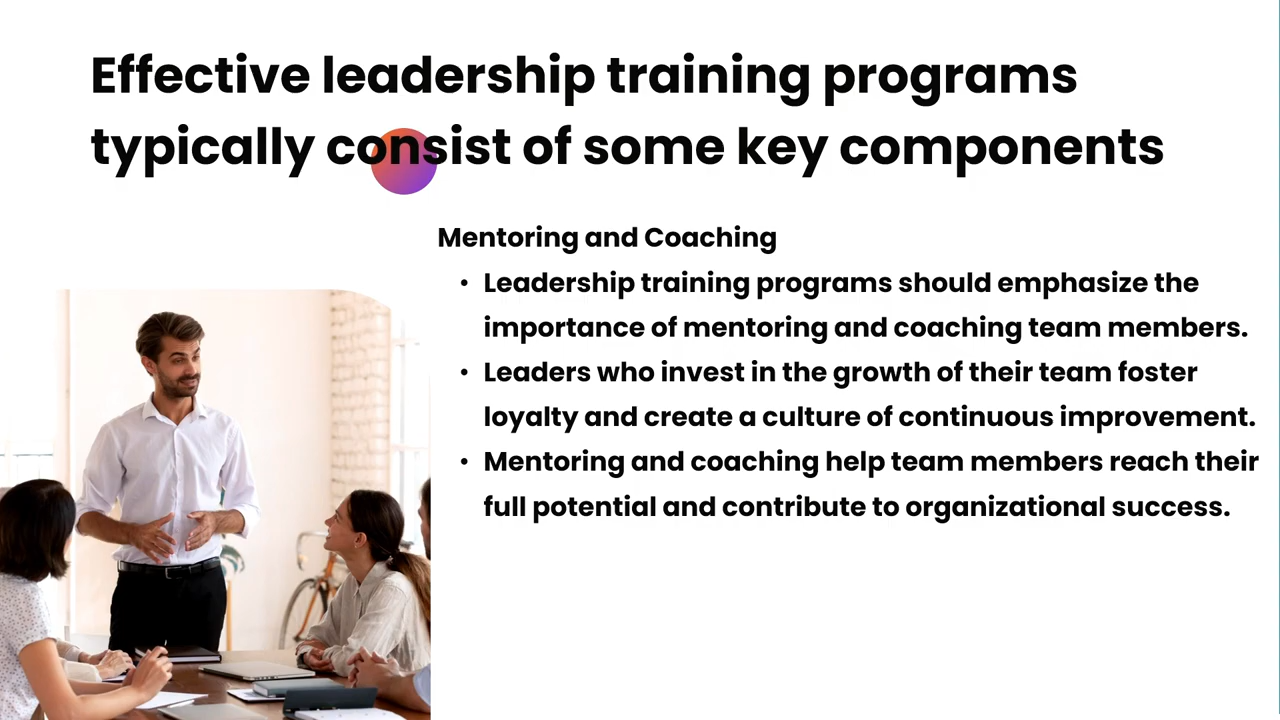 Effective leadership training programs
typically consist of some key components
Mentoring and Coaching
• Leadership training programs should emphasize the
importance of mentoring and coaching team members.
• Leaders who invest in the growth of their team foster
loyalty and create a culture of continuous improvement.
• Mentoring and coaching help team members reach their
full potential and contribute to organizational success.